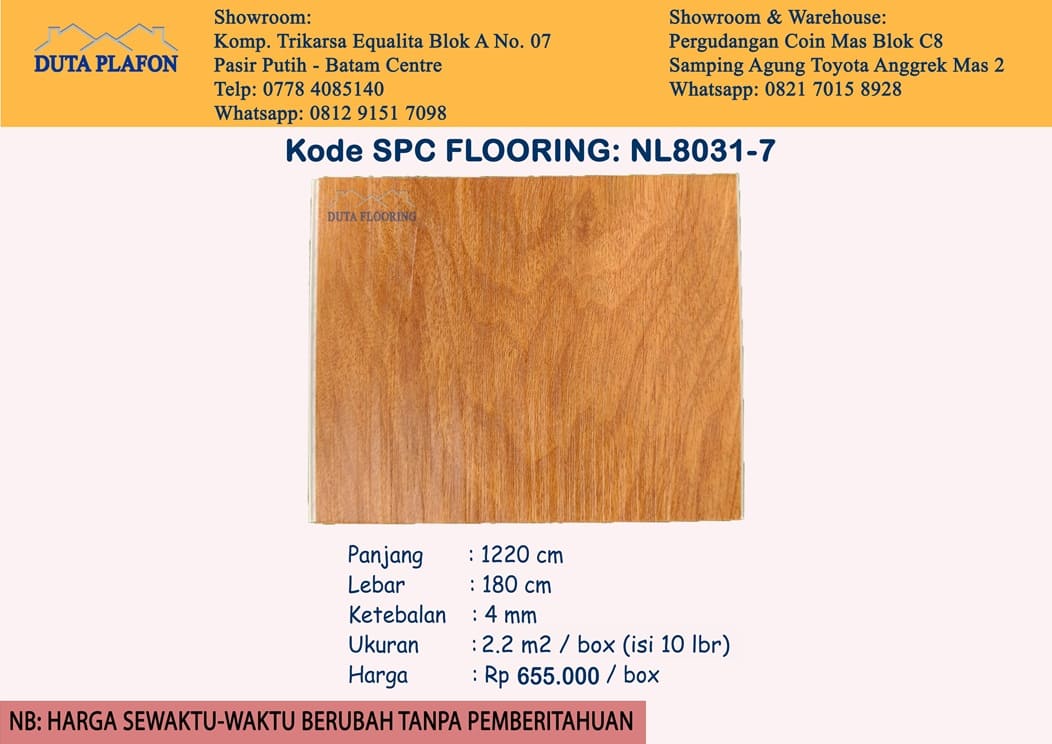 DUTA PLAFON
Showroom:
Komp. Trikarsa Equalita Blok A No. 07
Pasir Putih - Batam Centre
Telp: 0778 4085140
Whatsapp: 0812 9151 7098
Showroom & Warehouse:
Pergudangan Coin Mas Blok C8
Samping Agung Toyota Anggrek Mas 2
Whatsapp: 0821 7015 8928
Kode SPC FLOORING: NL8031-7
DUTA FLOORING
Panjang : 1220 cm
Lebar : 180 cm
Ketebalan : 4 mm
Ukuran : 2.2 m2 / box (isi 10 lbr)
Harga : Rp 655.000 / box
NB: HARGA SEWAKTU-WAKTU BERUBAH TANPA PEMBERITAHUAN